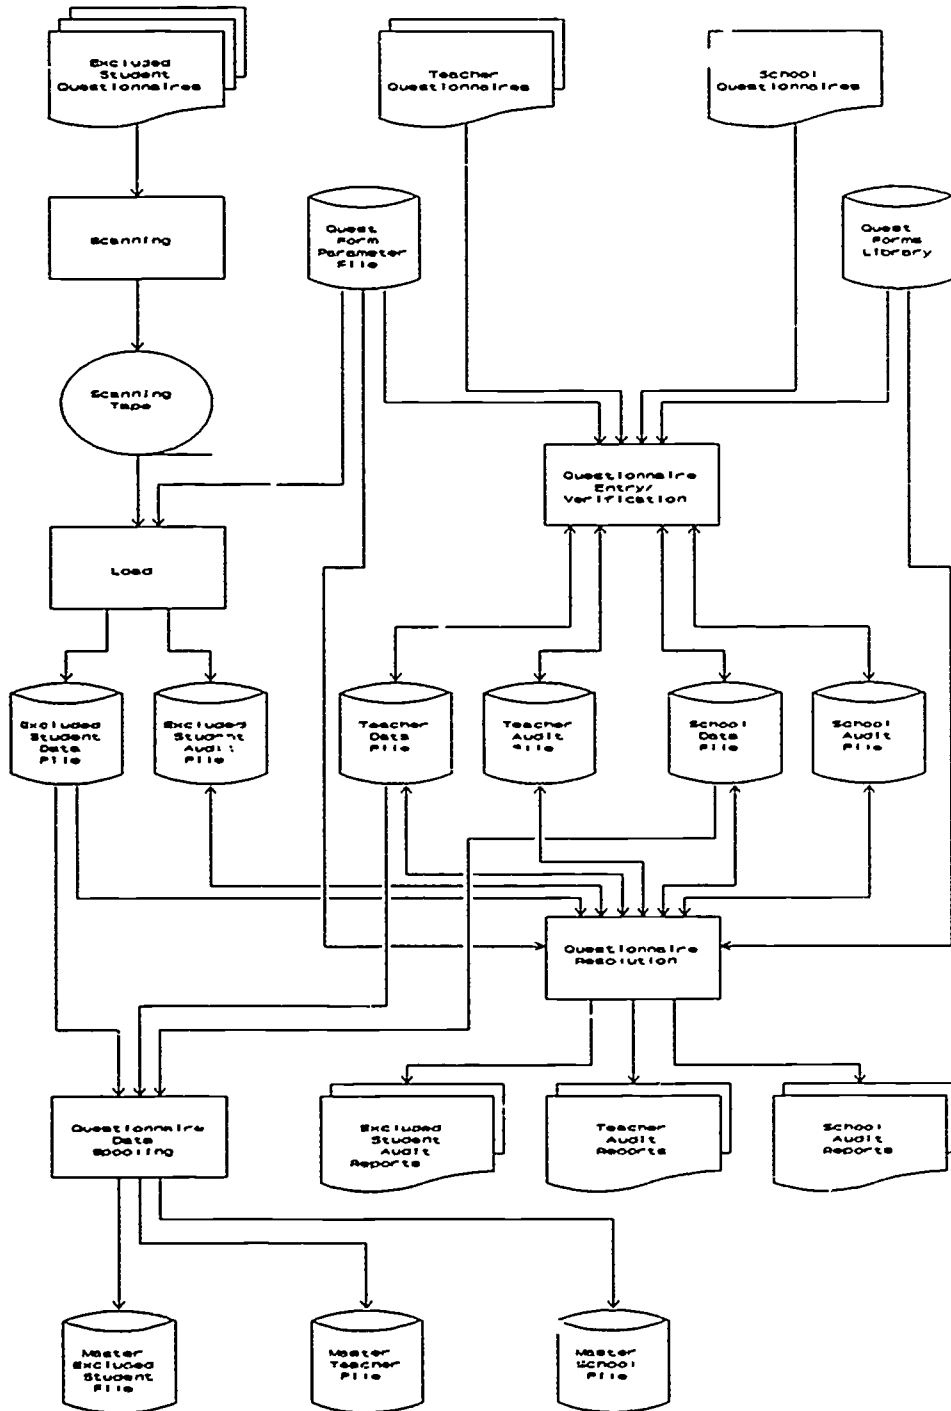 Excluded
Student
Questionnaires
Teacher
Questionnaires
School
Questionnaires
Scanning
Quest
Form
Parameter
File
Quest
Forms
Library
Scanning
Tape
Questionnaire
Entry/
Verification
Load
Excluded
Student
Data
File
Excluded
Student
Audit
File
Teacher
Data
File
Teacher
Audit
File
School
Data
File
School
Audit
File
Questionnaire
Resolution
Questionnaire
Data
Spooling
Excluded
Student
Audit
Reports
Teacher
Audit
Reports
School
Audit
Reports
Master
Excluded
Student
File
Master
Teacher
File
Master
School
File